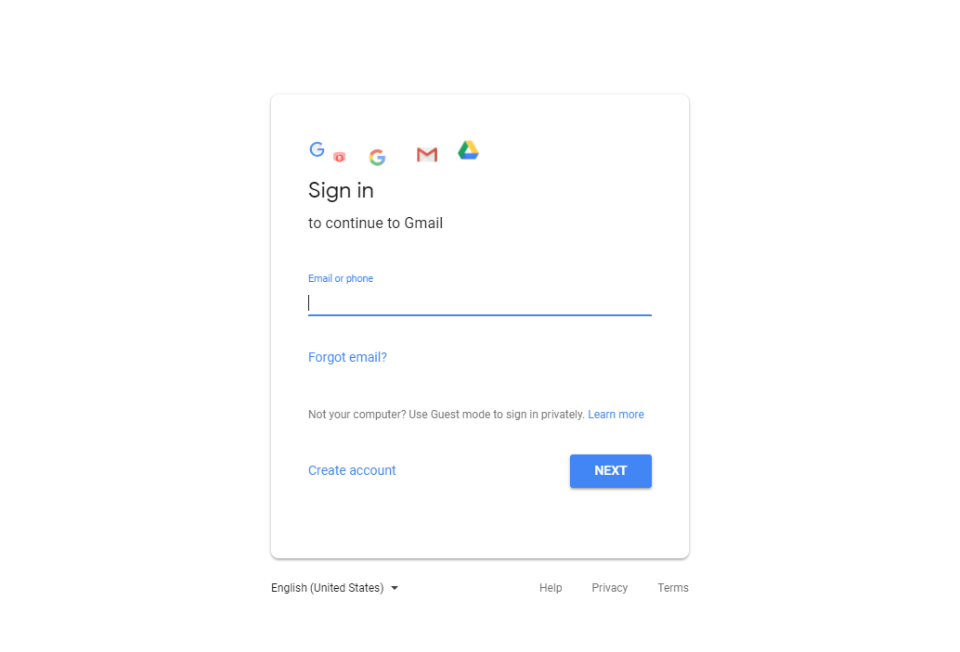 Sign in
to continue to Gmail
Email or phone
Forgot email?
Not your computer? Use Guest mode to sign in privately. Learn more
Create account NEXT
English (United States) Help Privacy Terms